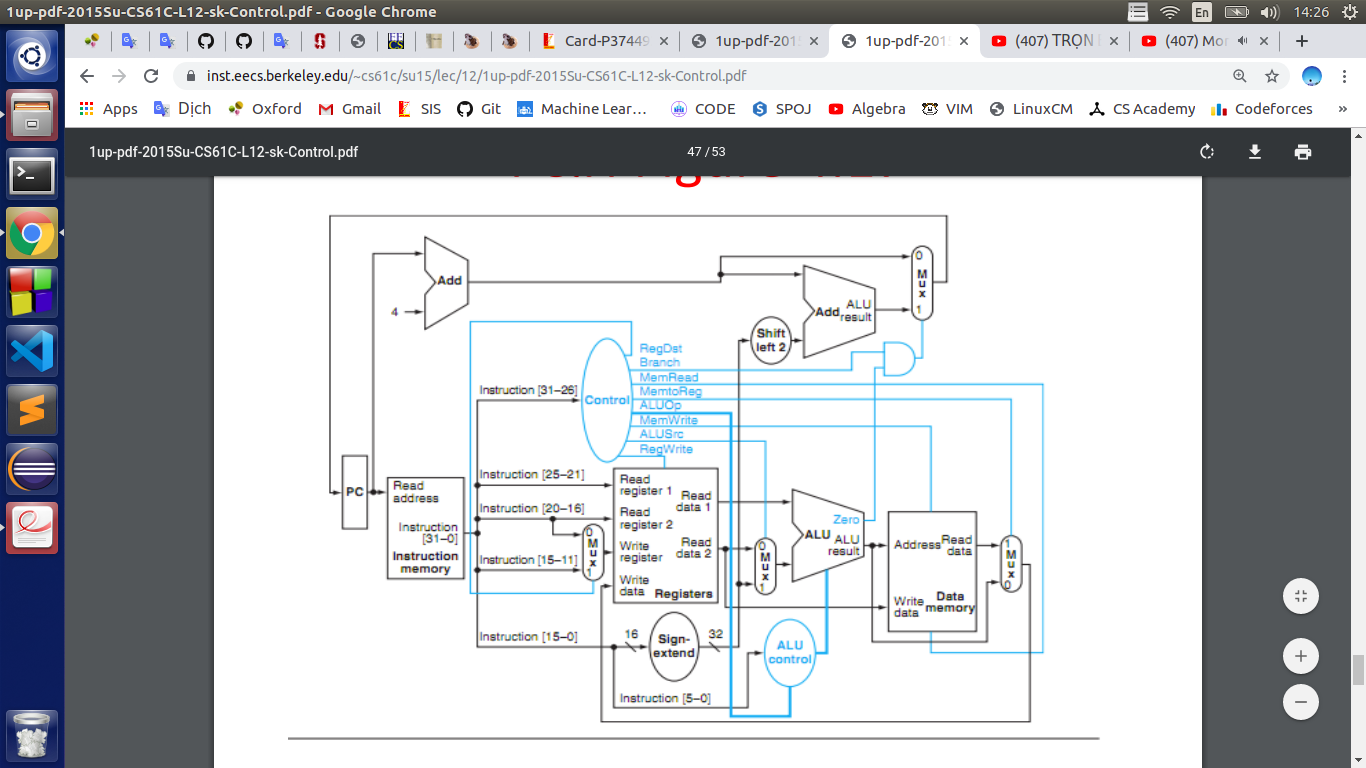 1up-pdf-2015Su-CS61C-L12-sk-Control.pdf - Google Chrome
En
14:26
Card-P37449
1up-pdf-201
1up-pdf-201
(407) TRỌN
(407) Mor
inst.eecs.berkeley.edu/~cs61c/su15/lec/12/1up-pdf-2015Su-CS61C-L12-sk-Control.pdf
Apps Dịch Oxford Gmail SIS Git Machine Lear... CODE SPOJ Algebra VIM LinuxCM CS Academy Codeforces »
1up-pdf-2015Su-CS61C-L12-sk-Control.pdf
47 / 53
Add
4
Add ALU result
0
Mux
1
Shift left 2
RegDst
Branch
MemRead
MemtoReg
ALUOp
MemWrite
ALUSrc
RegWrite
Control
Instruction [31–26]
Instruction [25–21]
Instruction [20–16]
Instruction [15–11]
Instruction [15–0]
Instruction [5–0]
PC
Read address
Instruction [31–0]
Instruction memory
0
Mux
1
Read register 1
Read register 2
Write register
Write data
Read data 1
Read data 2
Registers
0
Mux
1
Zero
ALU
ALU result
Address
Read data
Write data
Data memory
1
Mux
0
16
Sign-extend
32
ALU control